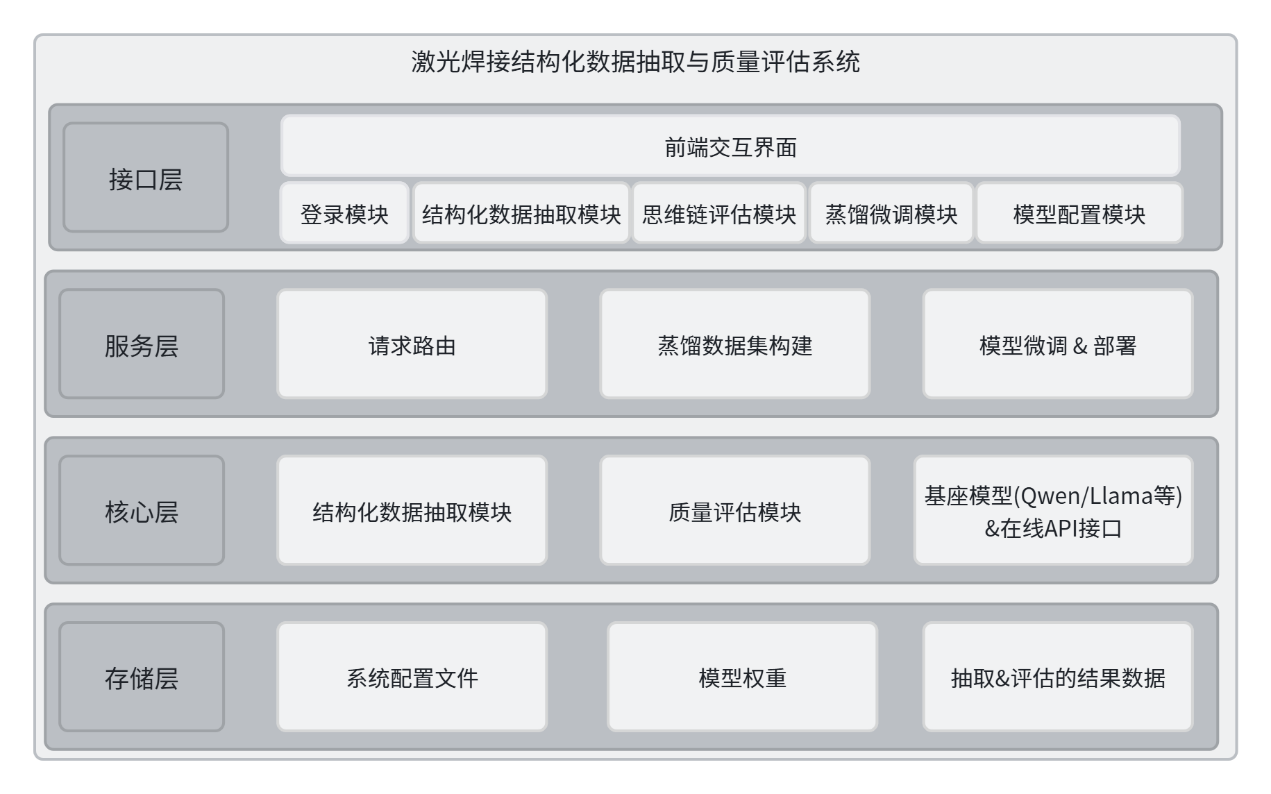 激光焊接结构化数据抽取与质量评估系统
接口层
前端交互界面
登录模块
结构化数据抽取模块
思维链评估模块
蒸馏微调模块
模型配置模块
服务层
请求路由
蒸馏数据集构建
模型微调 & 部署
核心层
结构化数据抽取模块
质量评估模块
基座模型(Qwen/Llama等)
&在线API接口
存储层
系统配置文件
模型权重
抽取&评估的结果数据